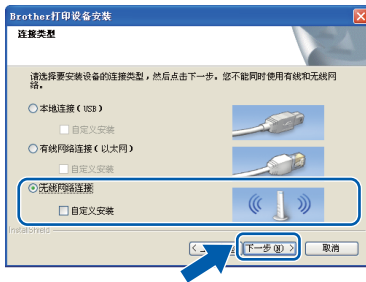 Brother打印设备安装
连接类型
请选择要安装设备的连接类型，然后点击下一步。您不能同时使用有线和无线网
络。
本地连接（USB）
自定义安装
有线网络连接（以太网）
自定义安装
无线网络连接
自定义安装
InstallShield
< 下一步(N) > 取消